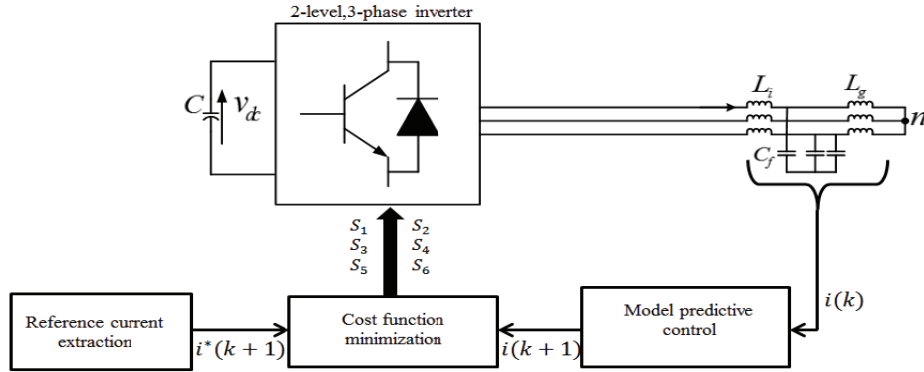 2-level,3-phase inverter
C
v_dc
L_i
L_g
n
C_f
S_1 S_2
S_3 S_4
S_5 S_6
i(k)
Reference current
extraction
i*(k + 1)
Cost function
minimization
i(k + 1)
Model predictive
control